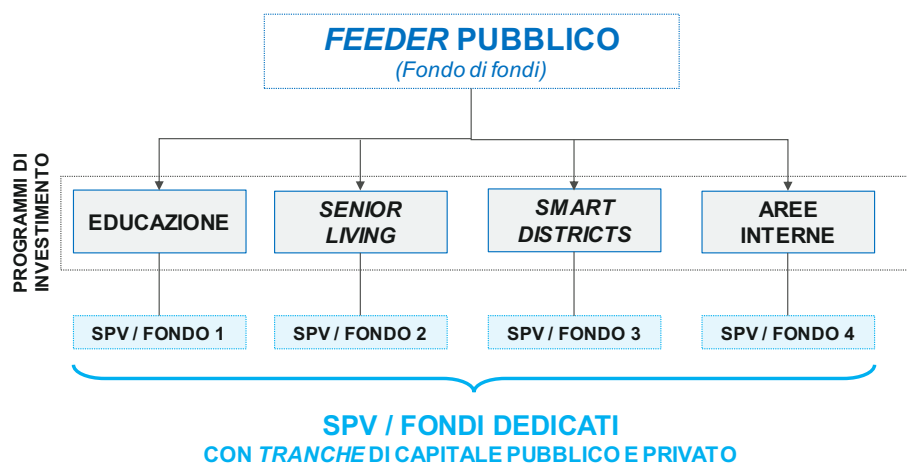 FEEDER PUBBLICO
(Fondo di fondi)
PROGRAMMI DI
INVESTIMENTO
EDUCAZIONE
SENIOR
LIVING
SMART
DISTRICTS
AREE
INTERNE
SPV / FONDO 1
SPV / FONDO 2
SPV / FONDO 3
SPV / FONDO 4
SPV / FONDI DEDICATI
CON TRANCHE DI CAPITALE PUBBLICO E PRIVATO